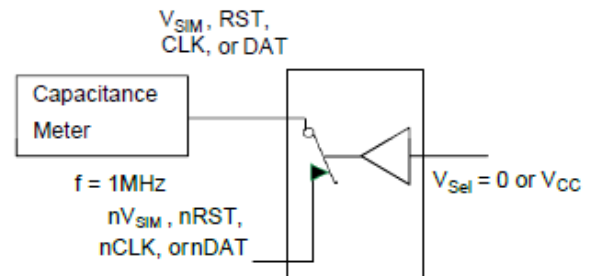 VSIM , RST,
CLK, or DAT
Capacitance
Meter
f = 1MHz
VSel = 0 or VCC
nVSIM , nRST,
nCLK, ornDAT